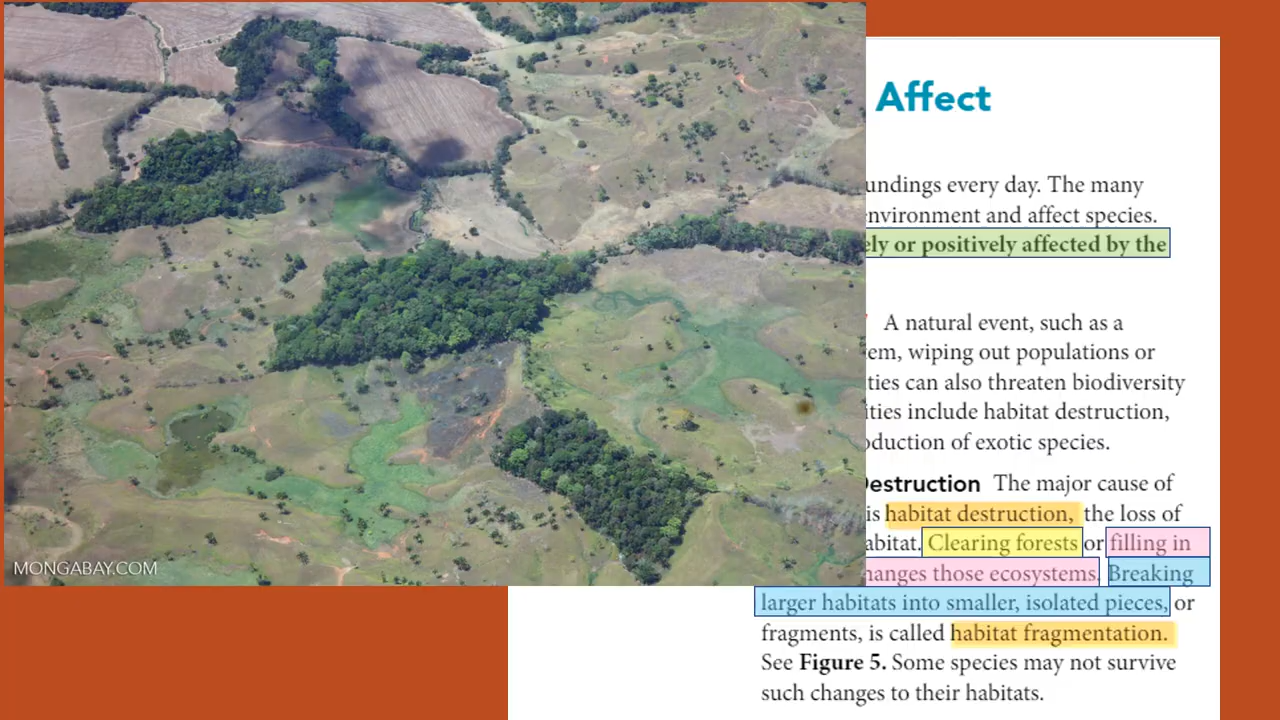 Affect
undings every day. The many
nvironment and affect species.
ely or positively affected by the
A natural event, such as a
em, wiping out populations or
ties can also threaten biodiversity
ities include habitat destruction,
oduction of exotic species.
Destruction The major cause of
is habitat destruction, the loss of
abitat. Clearing forests or filling in
hanges those ecosystems. Breaking
larger habitats into smaller, isolated pieces, or
fragments, is called habitat fragmentation.
See Figure 5. Some species may not survive
such changes to their habitats.
MONGABAY.COM